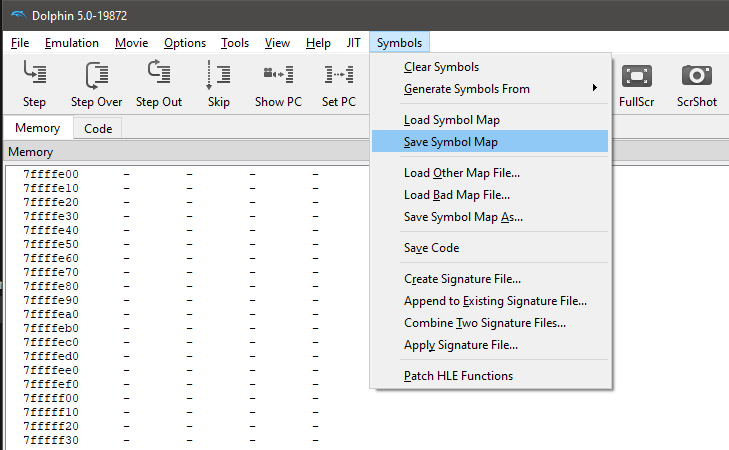 Dolphin 5.0-19872
File Emulation Movie Options Tools View Help JIT Symbols
Step Step Over Step Out Skip Show PC Set PC FullScr ScrShot
Clear Symbols
Generate Symbols From
Load Symbol Map
Save Symbol Map
Load Other Map File...
Load Bad Map File...
Save Symbol Map As...
Save Code
Create Signature File...
Append to Existing Signature File...
Combine Two Signature Files...
Apply Signature File...
Patch HLE Functions
Memory Code
Memory
7ffffe00 - - - -
7ffffe10 - - - -
7ffffe20 - - - -
7ffffe30 - - - -
7ffffe40 - - - -
7ffffe50 - - - -
7ffffe60 - - - -
7ffffe70 - - - -
7ffffe80 - - - -
7ffffe90 - - - -
7ffffea0 - - - -
7ffffeb0 - - - -
7ffffec0 - - - -
7ffffed0 - - - -
7ffffee0 - - - -
7ffffef0 - - - -
7fffff00 - - - -
7fffff10 - - - -
7fffff20 - - - -
7fffff30 - - - -